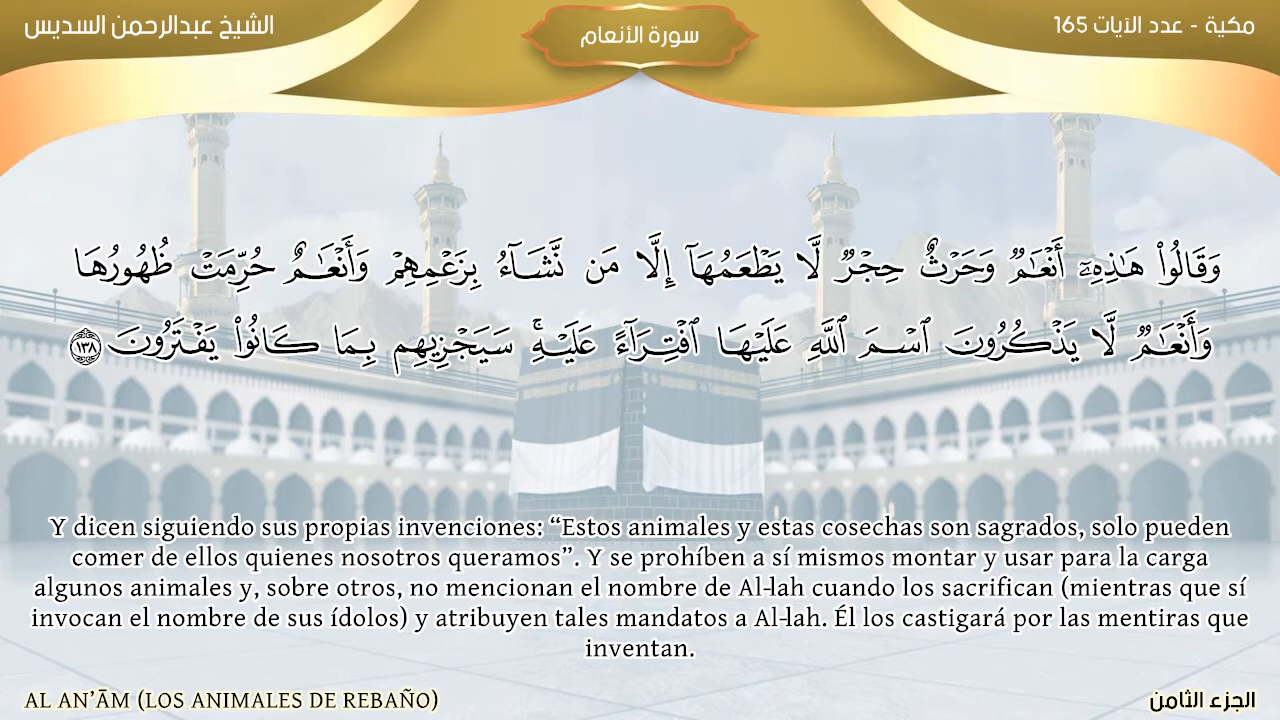 الشيخ عبدالرحمن السديس
سورة الأنعام
مكية - عدد الآيات 165
وَقَالُوا۟ هَـٰذِهِۦٓ أَنْعَـٰمٌ وَحَرْثٌ حِجْرٌ لَّا يَطْعَمُهَآ إِلَّا مَن نَّشَآءُ بِزَعْمِهِمْ وَأَنْعَـٰمٌ حُرِّمَتْ ظُهُورُهَا
وَأَنْعَـٰمٌ لَّا يَذْكُرُونَ ٱسْمَ ٱللَّهِ عَلَيْهَا ٱفْتِرَآءً عَلَيْهِ ۚ سَيَجْزِيهِم بِمَا كَانُوا۟ يَفْتَرُونَ ١٣٨
Y dicen siguiendo sus propias invenciones: “Estos animales y estas cosechas son sagrados, solo pueden
comer de ellos quienes nosotros queramos”. Y se prohíben a sí mismos montar y usar para la carga
algunos animales y, sobre otros, no mencionan el nombre de Al-lah cuando los sacrifican (mientras que sí
invocan el nombre de sus ídolos) y atribuyen tales mandatos a Al-lah. Él los castigará por las mentiras que
inventan.
AL AN’ĀM (LOS ANIMALES DE REBAÑO)
الجزء الثامن